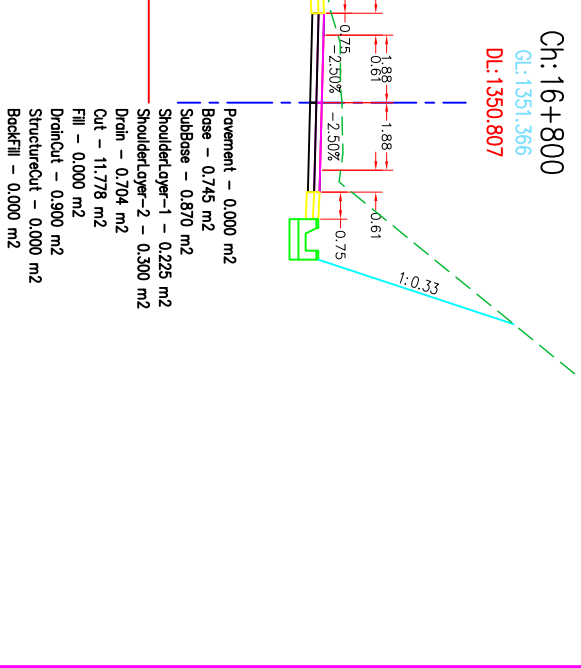 Ch:16+800
GL:1351.366
DL:1350.807
1.88
1.88
0.61
0.61
0.75
0.75
-2.50%
-2.50%
1:0.33
Pavement - 0.000 m2
Base - 0.745 m2
SubBase - 0.870 m2
ShoulderLayer-1 - 0.225 m2
ShoulderLayer-2 - 0.300 m2
Drain - 0.704 m2
Cut - 11.778 m2
Fill - 0.000 m2
DrainCut - 0.900 m2
StructureCut - 0.000 m2
BackFill - 0.000 m2